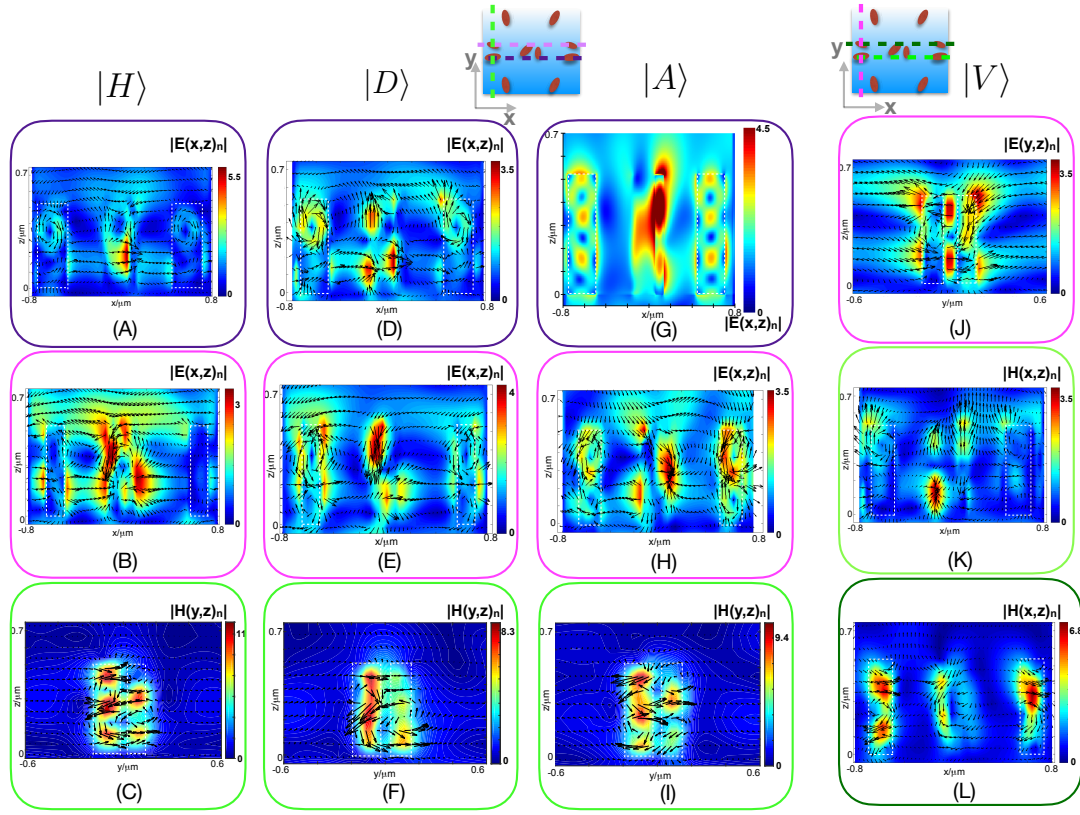 y
x
y
x
|H⟩
|D⟩
|A⟩
|V⟩
|E(x,z)ₙ|
0.7
z/μm
0
-0.8
x/μm
0.8
5.5
0
(A)
|E(x,z)ₙ|
0.7
z/μm
0
-0.8
x/μm
0.8
3.5
0
(D)
0.7
z/μm
0
-0.8
x/μm
0.8
4.5
0
|E(x,z)ₙ|
(G)
|E(y,z)ₙ|
0.7
z/μm
0
-0.6
y/μm
0.6
3.5
0
(J)
|E(x,z)ₙ|
0.7
z/μm
0
-0.8
x/μm
0.8
3
0
(B)
|E(x,z)ₙ|
0.7
z/μm
0
-0.8
x/μm
0.8
4
0
(E)
|E(x,z)ₙ|
0.7
z/μm
0
-0.8
x/μm
0.8
3.5
0
(H)
|H(x,z)ₙ|
0.7
z/μm
0
-0.8
x/μm
0.8
3.5
0
(K)
|H(y,z)ₙ|
0.7
z/μm
0
-0.6
y/μm
0.6
11
0
(C)
|H(y,z)ₙ|
0.7
z/μm
0
-0.6
y/μm
0.6
8.3
0
(F)
|H(y,z)ₙ|
0.7
z/μm
0
-0.6
y/μm
0.6
9.4
0
(I)
|H(x,z)ₙ|
0.7
z/μm
0
-0.8
x/μm
0.8
6.8
0
(L)